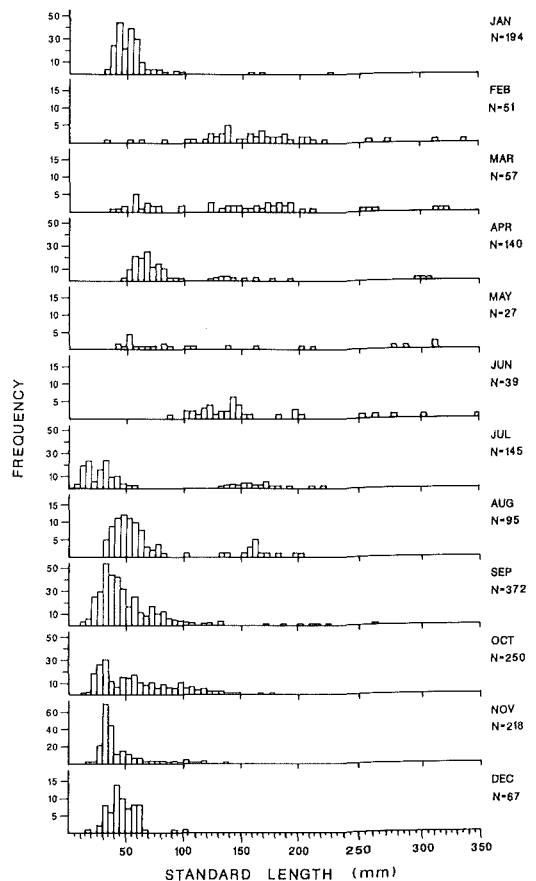 50
30
10
JAN
N=194
15
10
5
FEB
N=51
15
10
5
MAR
N=57
50
30
10
APR
N=140
15
10
5
MAY
N=27
15
10
5
JUN
N=39
50
30
10
JUL
N=145
15
10
5
AUG
N=95
50
30
10
SEP
N=372
50
30
10
OCT
N=250
60
40
20
NOV
N=218
15
10
5
DEC
N=67
FREQUENCY
50 100 150 200 250 300 350
STANDARD LENGTH (mm)